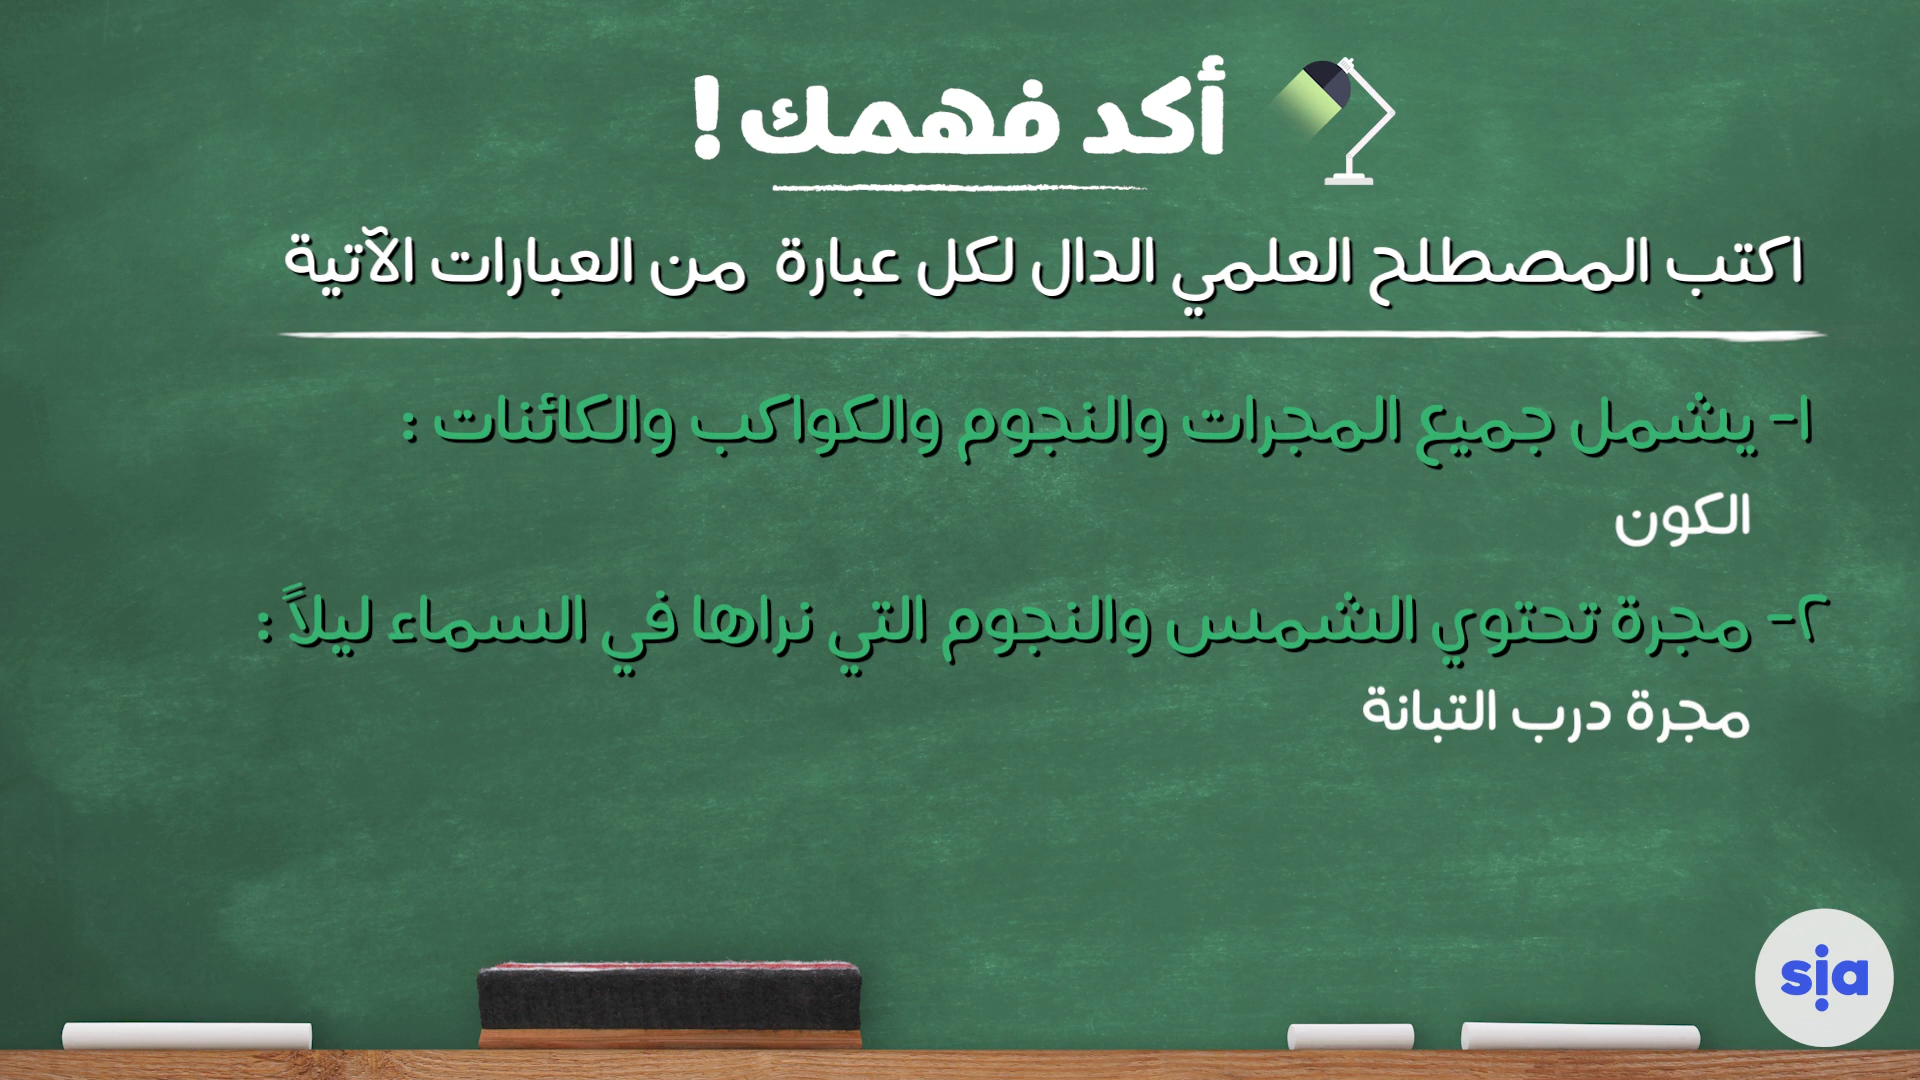 أكد فهمك!
اكتب المصطلح العلمي الدال لكل عبارة من العبارات الآتية
١- يشمل جميع المجرات والنجوم والكواكب والكائنات :
الكون
٢- مجرة تحتوي الشمس والنجوم التي نراها في السماء ليلاً :
مجرة درب التبانة
sia